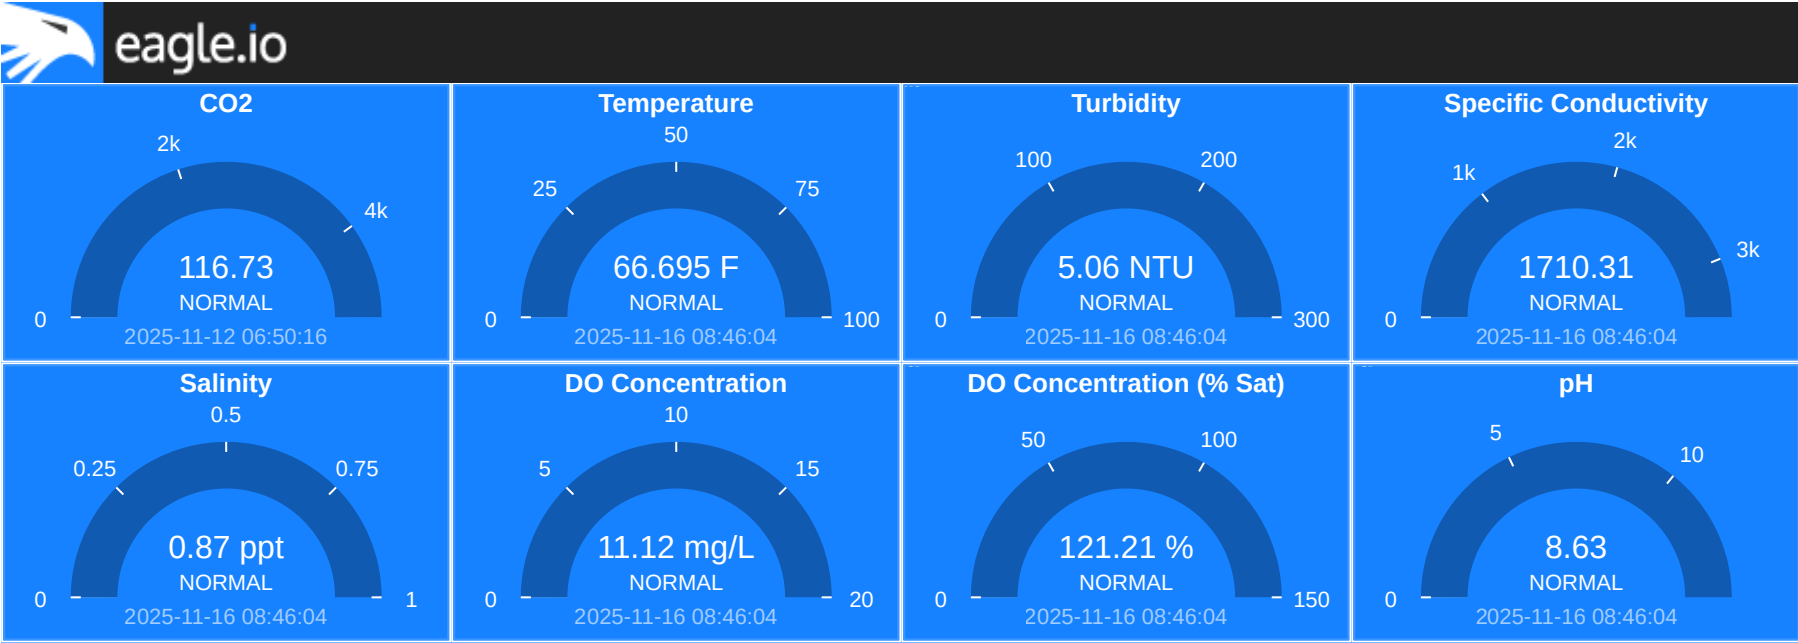 eagle.io
CO2
2k
4k
116.73
NORMAL
0
2025-11-12 06:50:16
Temperature
50
25
75
66.695 F
NORMAL
0
100
2025-11-16 08:46:04
Turbidity
100
200
5.06 NTU
NORMAL
0
300
2025-11-16 08:46:04
Specific Conductivity
2k
1k
3k
1710.31
NORMAL
0
2025-11-16 08:46:04
Salinity
0.5
0.25
0.75
0.87 ppt
NORMAL
0
1
2025-11-16 08:46:04
DO Concentration
10
5
15
11.12 mg/L
NORMAL
0
20
2025-11-16 08:46:04
DO Concentration (% Sat)
50
100
121.21 %
NORMAL
0
150
2025-11-16 08:46:04
pH
5
10
8.63
NORMAL
0
2025-11-16 08:46:04